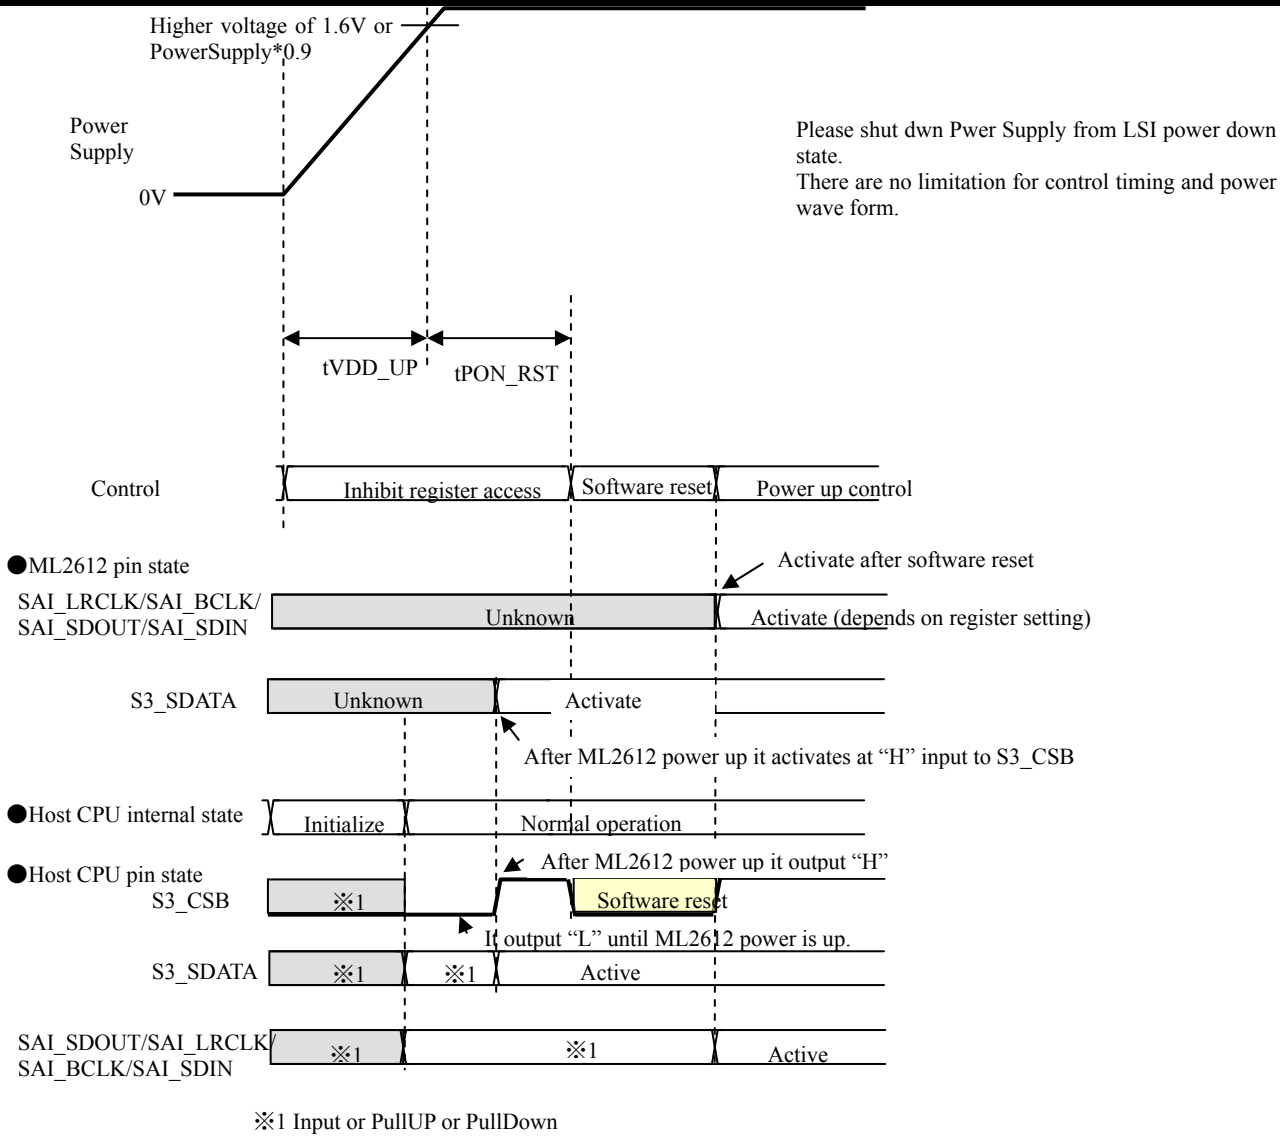 Higher voltage of 1.6V or
PowerSupply*0.9
Power
Supply
0V
Please shut dwn Pwer Supply from LSI power down
state.
There are no limitation for control timing and power
wave form.
tVDD_UP
tPON_RST
Control
Inhibit register access
Software reset
Power up control
●ML2612 pin state
Activate after software reset
SAI_LRCLK/SAI_BCLK/
SAI_SDOUT/SAI_SDIN
Unknown
Activate (depends on register setting)
S3_SDATA
Unknown
Activate
After ML2612 power up it activates at “H” input to S3_CSB
●Host CPU internal state
Initialize
Normal operation
●Host CPU pin state
After ML2612 power up it output “H”
S3_CSB
※1
Software reset
It output “L” until ML2612 power is up.
S3_SDATA
※1
※1
Active
SAI_SDOUT/SAI_LRCLK/
SAI_BCLK/SAI_SDIN
※1
※1
Active
※1 Input or PullUP or PullDown